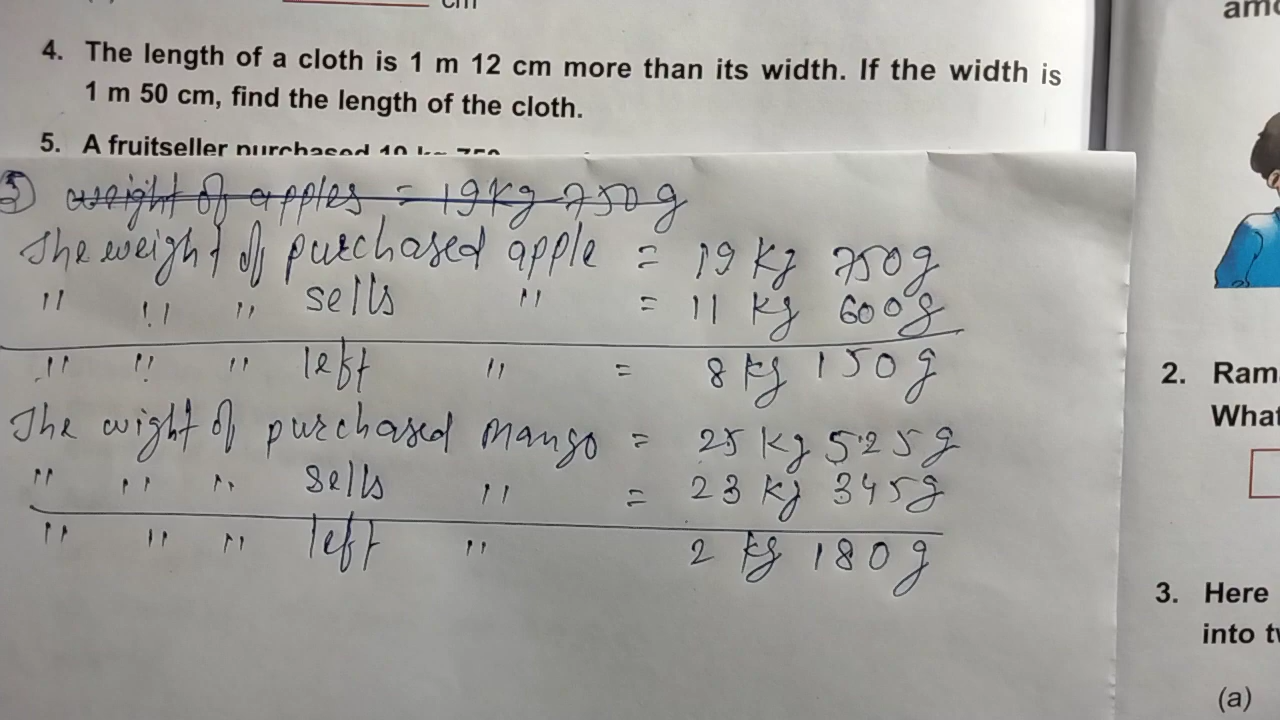 cm
4. The length of a cloth is 1 m 12 cm more than its width. If the width is
1 m 50 cm, find the length of the cloth.
5. A fruitseller purchased
5) weight of apples = 19 kg 750 g
The weight of purchased apple = 19 kg 750 g
" " " sells " = 11 kg 600 g
" " " left " = 8 kg 150 g
The wight of purchased mango = 25 kg 525 g
" " " sells " = 23 kg 345 g
" " " left " 2 kg 180 g
2. Ram
What
3. Here
into
(a)